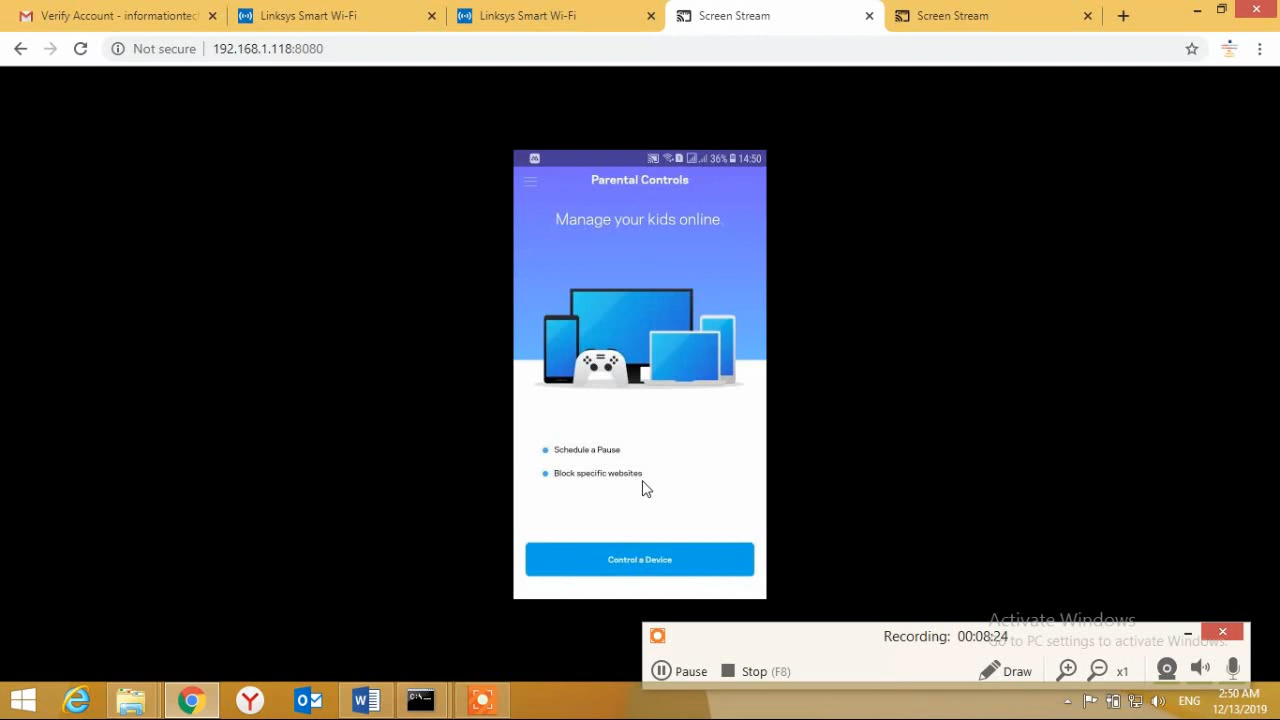 Verify Account - informationtect
Linksys Smart Wi-Fi
Linksys Smart Wi-Fi
Screen Stream
Screen Stream
Not secure
192.168.1.118:8080
36% 14:50
Parental Controls
Manage your kids online.
Schedule a Pause
Block specific websites
Control a Device
Activate Windows
Go to PC settings to activate Windows.
Recording: 00:08:24
Pause
Stop (F8)
Draw
x1
ENG
2:50 AM
12/13/2019